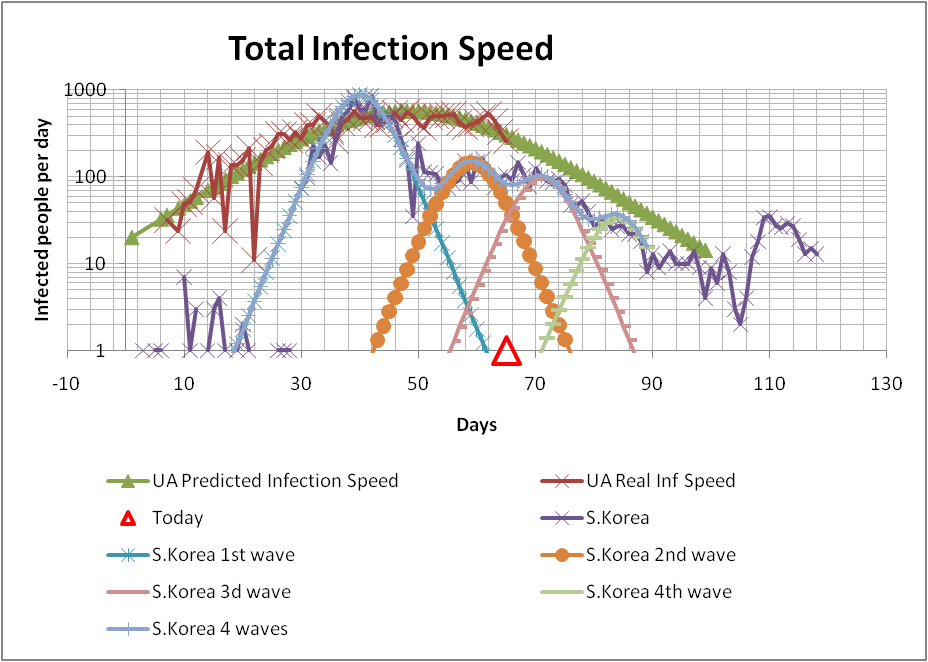 Total Infection Speed
1000
100
10
1
Infected people per day
-10 10 30 50 70 90 110 130
Days
UA Predicted Infection Speed
UA Real Inf Speed
Today
S.Korea
S.Korea 1st wave
S.Korea 2nd wave
S.Korea 3d wave
S.Korea 4th wave
S.Korea 4 waves